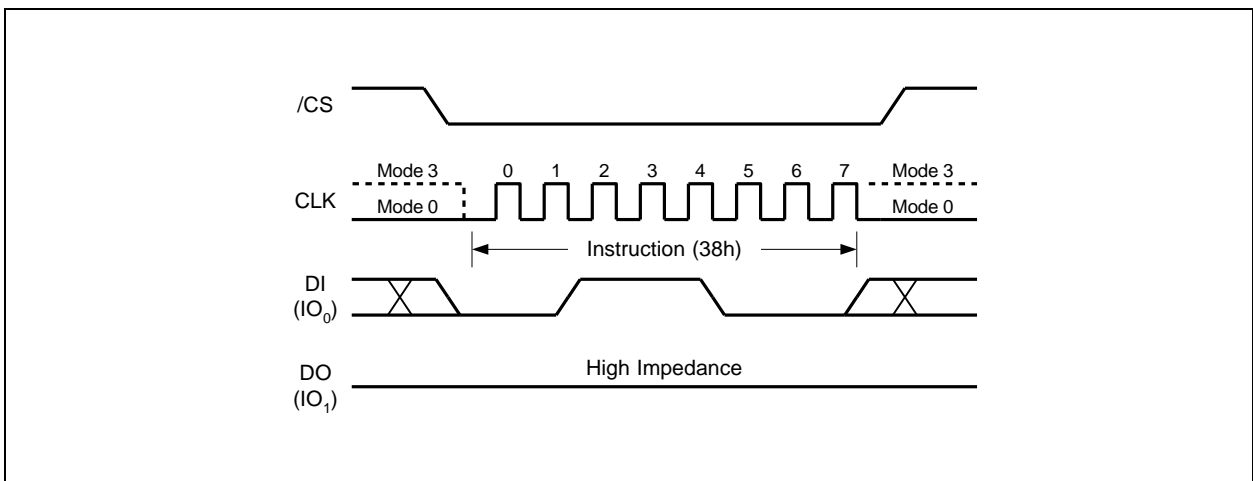 /CS
Mode 3 0 1 2 3 4 5 6 7 Mode 3
CLK
Mode 0 Mode 0
Instruction (38h)
DI
(IO0)
High Impedance
DO
(IO1)